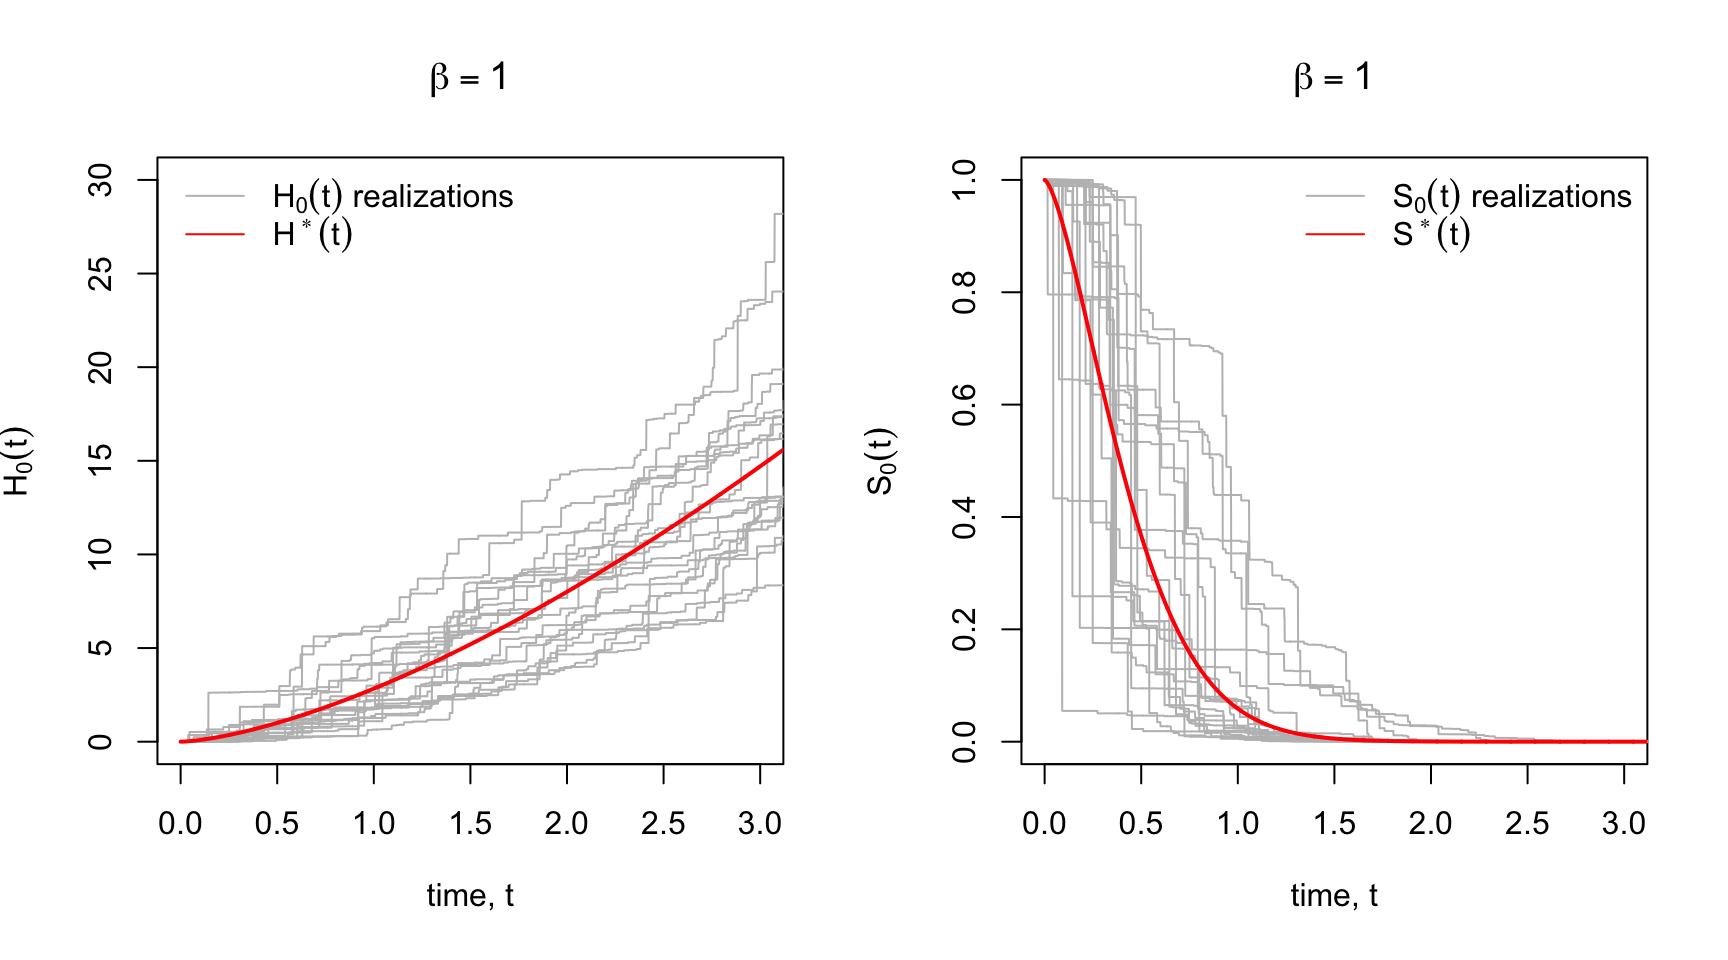 β = 1
H₀(t)
30
25
20
15
10
5
0
H₀(t) realizations
H*(t)
0.0 0.5 1.0 1.5 2.0 2.5 3.0
time, t
β = 1
S₀(t)
1.0
0.8
0.6
0.4
0.2
0.0
S₀(t) realizations
S*(t)
0.0 0.5 1.0 1.5 2.0 2.5 3.0
time, t